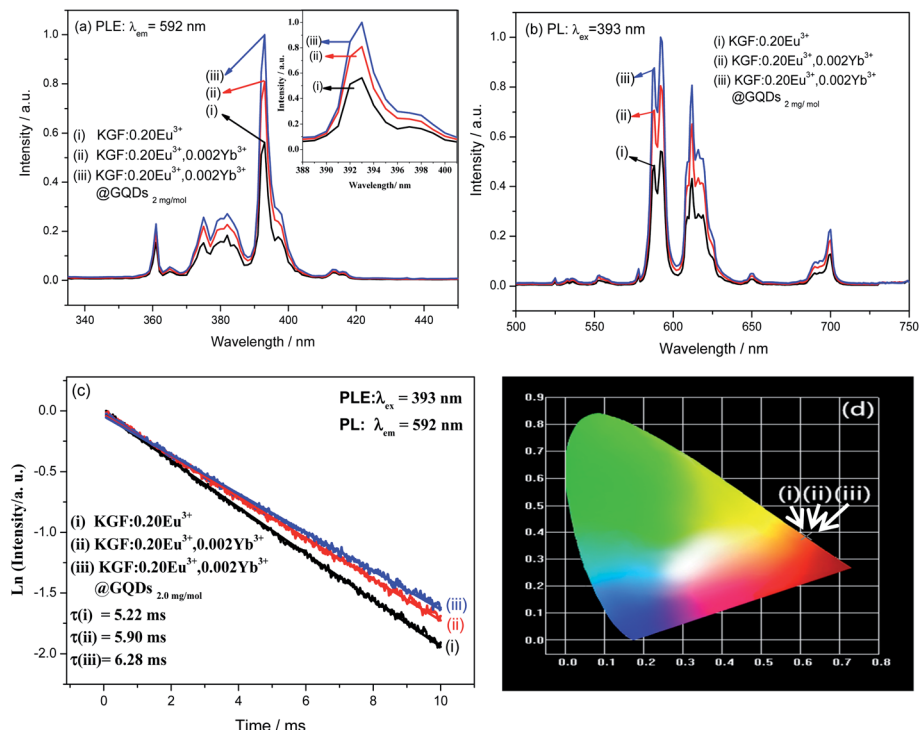 (a) PLE: λem= 592 nm
(iii)
(ii)
(i)
(i) KGF:0.20Eu³⁺
(ii) KGF:0.20Eu³⁺,0.002Yb³⁺
(iii) KGF:0.20Eu³⁺,0.002Yb³⁺
@GQDs 2 mg/mol
Intensity / a.u.
1.0
0.8
0.6
0.4
0.2
0.0
340 360 380 400 420 440
Wavelength / nm
(iii)
(ii)
(i)
Intensity / a.u.
1.0
0.8
0.6
0.4
0.2
0.0
388 390 392 394 396 398 400
Wavelength/ nm
(b) PL: λex=393 nm
(i) KGF:0.20Eu³⁺
(ii) KGF:0.20Eu³⁺,0.002Yb³⁺
(iii) KGF:0.20Eu³⁺,0.002Yb³⁺
@GQDs 2 mg/mol
(iii)
(ii)
(i)
Intensity / a.u.
1.0
0.8
0.6
0.4
0.2
0.0
500 550 600 650 700 750
Wavelength / nm
(c)
PLE:λex = 393 nm
PL: λem = 592 nm
(i) KGF:0.20Eu³⁺
(ii) KGF:0.20Eu³⁺,0.002Yb³⁺
(iii) KGF:0.20Eu³⁺,0.002Yb³⁺
@GQDs 2.0 mg/mol
τ(i) = 5.22 ms
τ(ii) = 5.90 ms
τ(iii)= 6.28 ms
(iii)
(ii)
(i)
Ln (Intensity/a. u.)
0.0
-0.5
-1.0
-1.5
-2.0
0 2 4 6 8 10
Time / ms
(d)
(i) (ii) (iii)
0.9
0.8
0.7
0.6
0.5
0.4
0.3
0.2
0.1
0.0
0.0 0.1 0.2 0.3 0.4 0.5 0.6 0.7 0.8